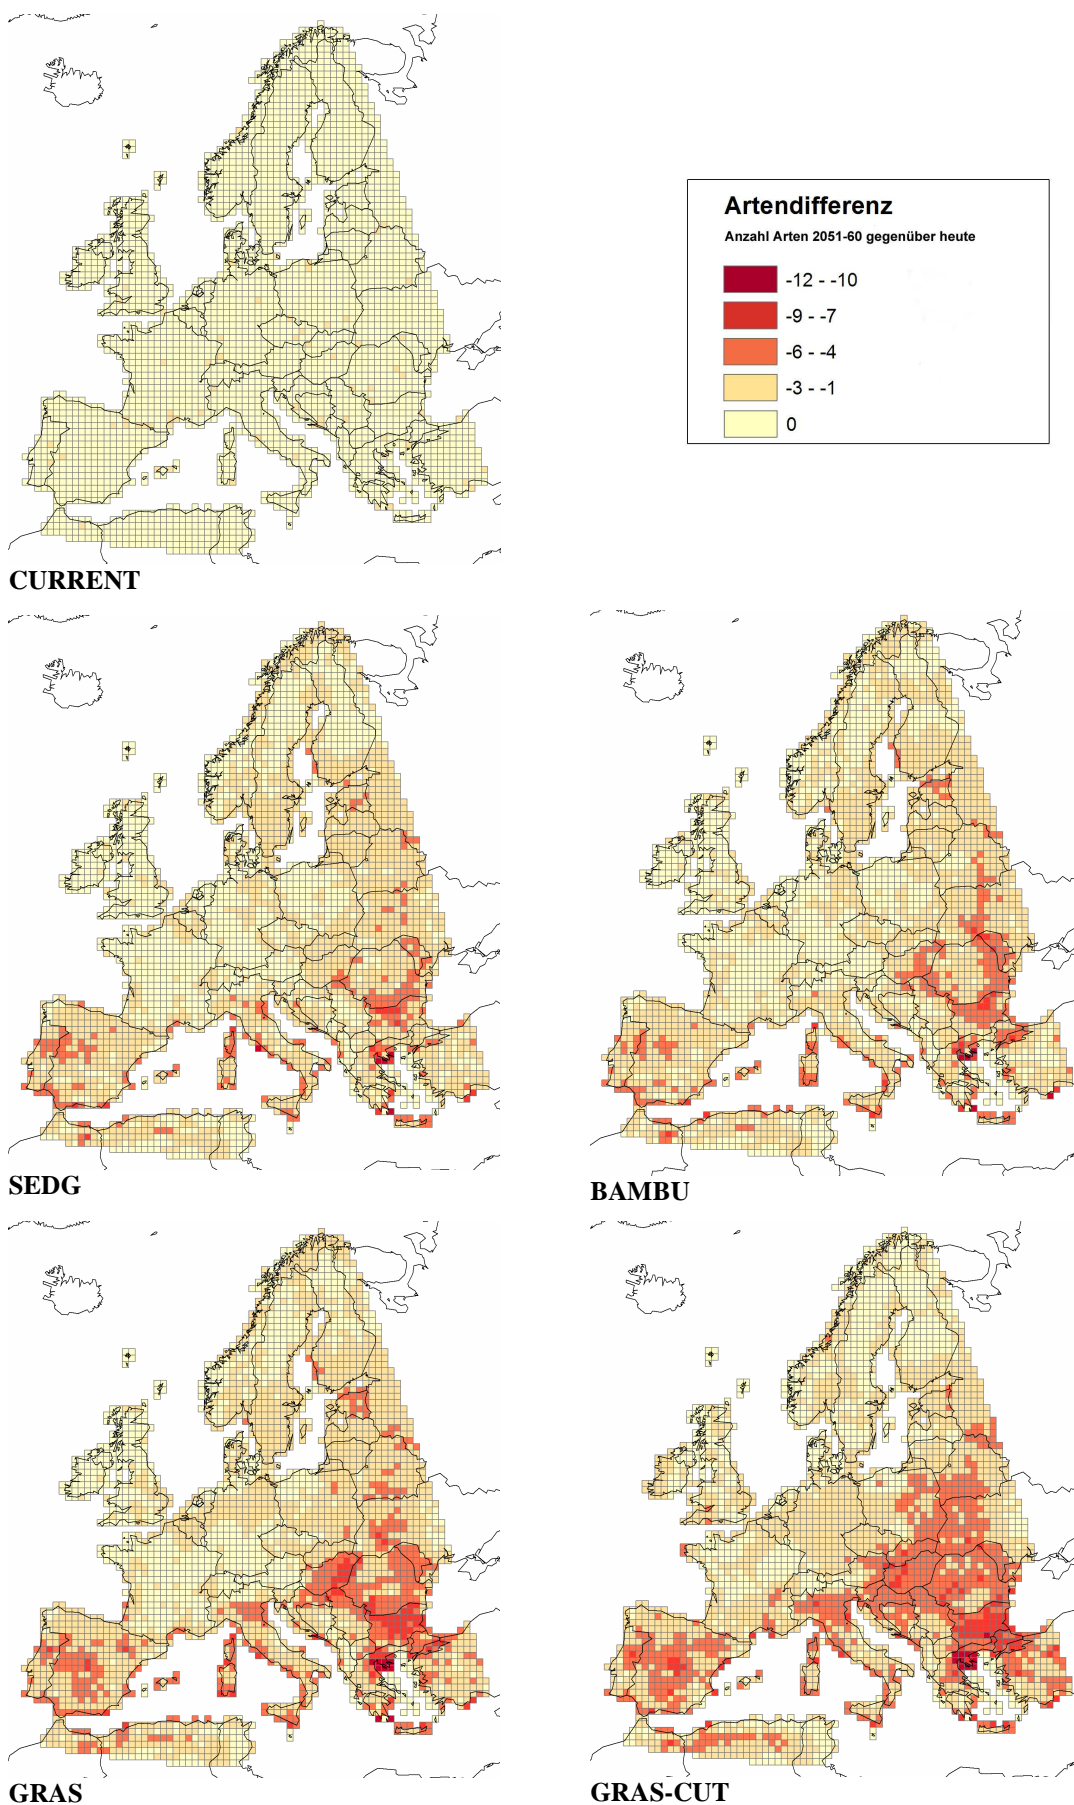 Artendifferenz
Anzahl Arten 2051-60 gegenüber heute
-12 - -10
-9 - -7
-6 - -4
-3 - -1
0
CURRENT
SEDG
BAMBU
GRAS
GRAS-CUT